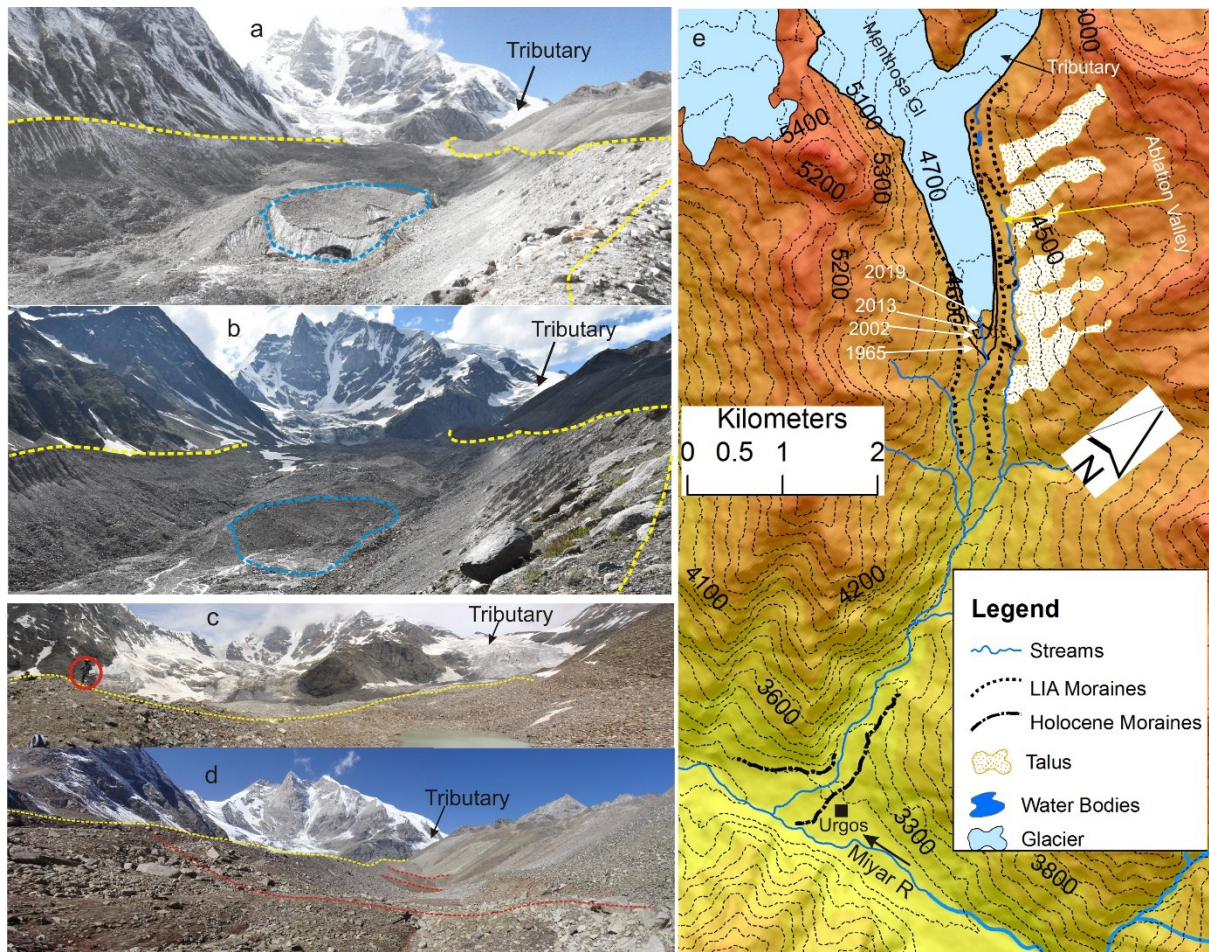 a
Tributary
b
Tributary
c
Tributary
d
Tributary
e
Menthosa Gl
Tributary
5000
5100
5400
5300
5200
4700
4500
Ablation Valley
5200
2019
2013
2002
1965
Kilometers
0 0.5 1 2
N
4100
4200
3600
Urgos
3300
Miyar R
3800
Legend
Streams
LIA Moraines
Holocene Moraines
Talus
Water Bodies
Glacier